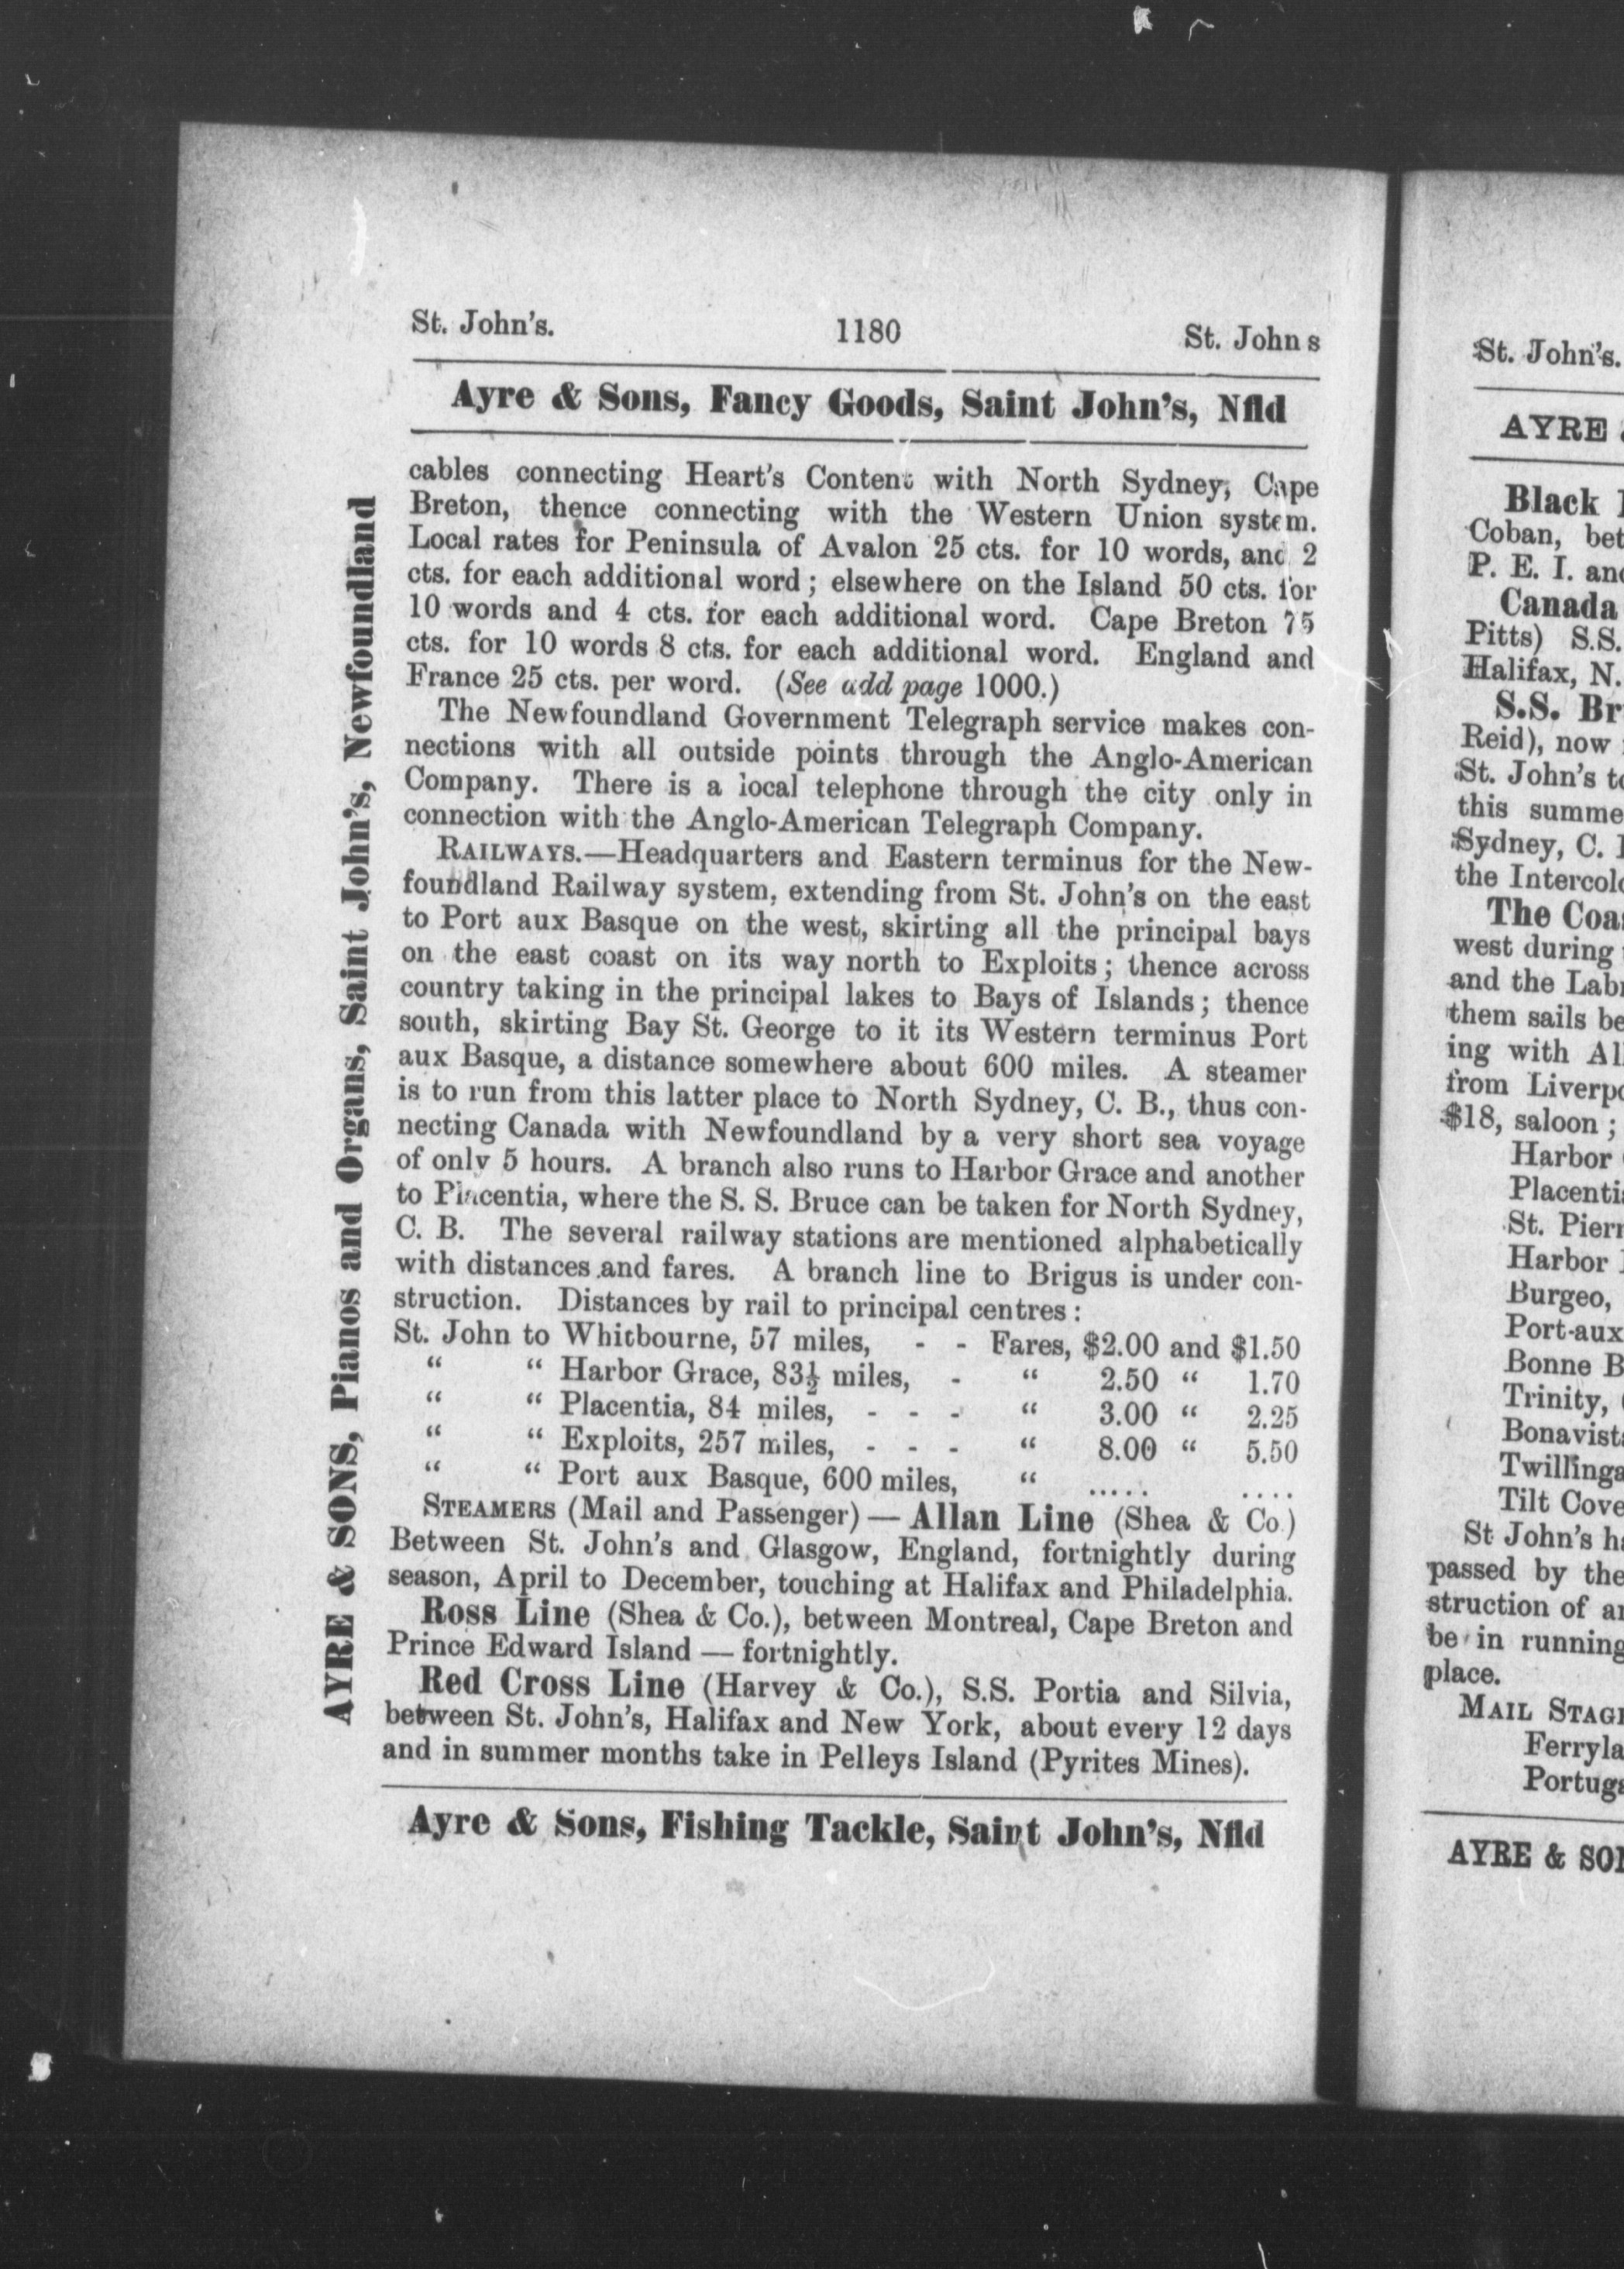 St. John's. 1180 St. John s
Ayre & Sons, Fancy Goods, Saint John's, Nfld
cables connecting Heart's Content with North Sydney, Cape
Breton, thence connecting with the Western Union system.
Local rates for Peninsula of Avalon 25 cts. for 10 words, and 2
cts. for each additional word; elsewhere on the Island 50 cts. for
10 words and 4 cts. for each additional word. Cape Breton 75
cts. for 10 words 8 cts. for each additional word. England and
France 25 cts. per word. (See add page 1000.)
The Newfoundland Government Telegraph service makes con-
nections with all outside points through the Anglo-American
Company. There is a local telephone through the city only in
connection with the Anglo-American Telegraph Company.
RAILWAYS.—Headquarters and Eastern terminus for the New-
foundland Railway system, extending from St. John's on the east
to Port aux Basque on the west, skirting all the principal bays
on the east coast on its way north to Exploits; thence across
country taking in the principal lakes to Bays of Islands; thence
south, skirting Bay St. George to it its Western terminus Port
aux Basque, a distance somewhere about 600 miles. A steamer
is to run from this latter place to North Sydney, C. B., thus con-
necting Canada with Newfoundland by a very short sea voyage
of only 5 hours. A branch also runs to Harbor Grace and another
to Placentia, where the S. S. Bruce can be taken for North Sydney,
C. B. The several railway stations are mentioned alphabetically
with distances and fares. A branch line to Brigus is under con-
struction. Distances by rail to principal centres:
St. John to Whitbourne, 57 miles, - - Fares, $2.00 and $1.50
" " Harbor Grace, 83½ miles, - " 2.50 " 1.70
" " Placentia, 84 miles, - - - " 3.00 " 2.25
" " Exploits, 257 miles, - - - " 8.00 " 5.50
" " Port aux Basque, 600 miles, " ..... ....
STEAMERS (Mail and Passenger) — Allan Line (Shea & Co.)
Between St. John's and Glasgow, England, fortnightly during
season, April to December, touching at Halifax and Philadelphia.
Ross Line (Shea & Co.), between Montreal, Cape Breton and
Prince Edward Island — fortnightly.
Red Cross Line (Harvey & Co.), S.S. Portia and Silvia,
between St. John's, Halifax and New York, about every 12 days
and in summer months take in Pelleys Island (Pyrites Mines).
Ayre & Sons, Fishing Tackle, Saint John's, Nfld
AYRE & SONS, Pianos and Organs, Saint John's, Newfoundland
St. John's.
AYRE
Black
Coban,
P. E. I.
Canada
Pitts) S.S.
Halifax, N.
S.S.
Reid), now
St. John's
this
Sydney, C.
the
The
west during
and the
them sails
ing with
from
$18, saloon;
Harbor
St.
Harbor
Burgeo,
Bonne
Trinity,
Tilt Cove
St John's
passed by the
struction of
be in running
place.
MAIL
AYRE &